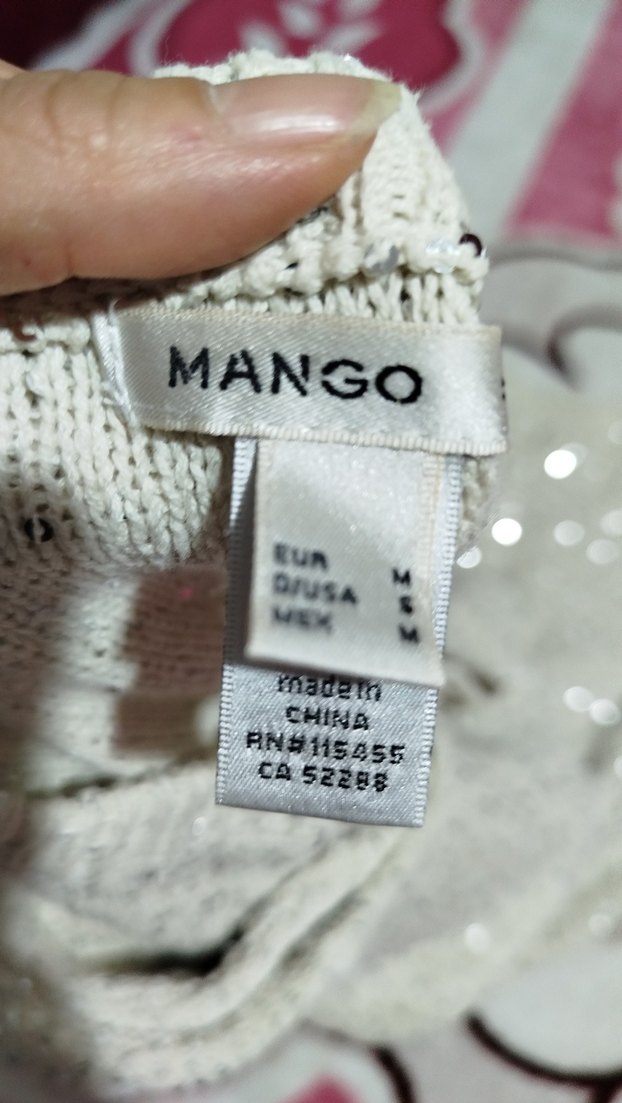 MANGO
EUR M
D/USA S
MEX M
made in
CHINA
RN#115455
CA 52288